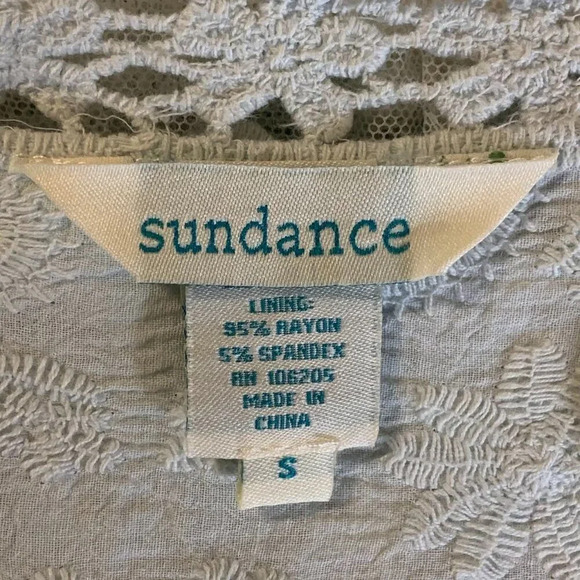 sundance
LINING:
95% RAYON
5% SPANDEX
RN 106205
MADE IN
CHINA
S